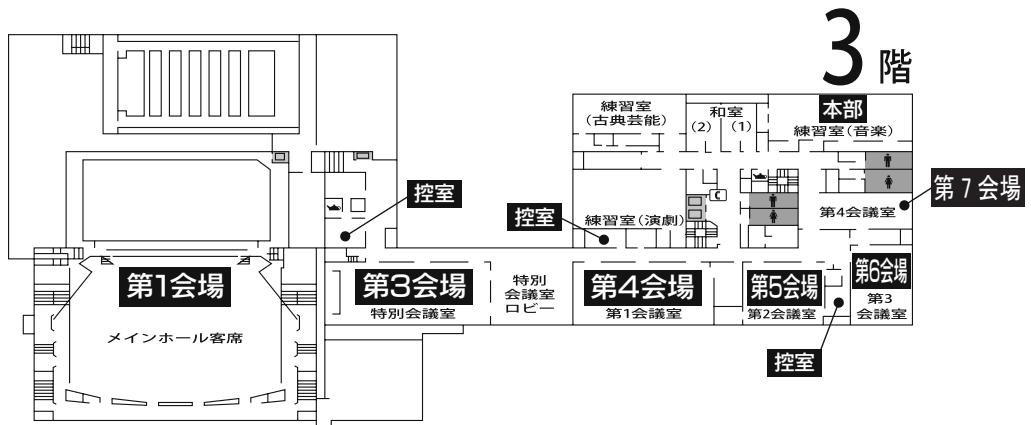 3階
練習室
(古典芸能)
和室
(2)
(1)
本部
練習室(音楽)
控室
控室
練習室(演劇)
第4会議室
第7会場
第1会場
メインホール客席
第3会場
特別会議室
特別
会議室
ロビー
第4会場
第1会議室
第5会場
第2会議室
第6会場
第3
会議室
控室